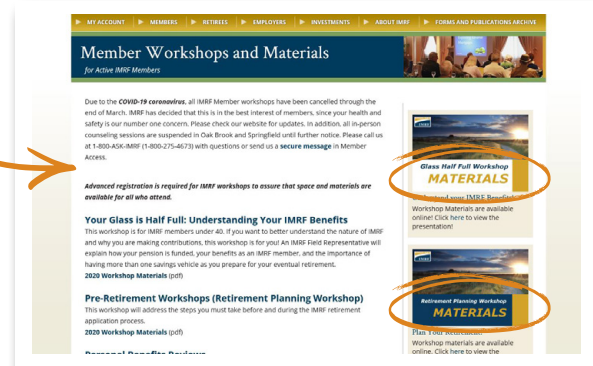 MY ACCOUNT MEMBERS RETIREES EMPLOYERS INVESTMENTS ABOUT IMRF FORMS AND PUBLICATIONS ARCHIVE
Member Workshops and Materials
for Active IMRF Members
Due to the COVID-19 coronavirus, all IMRF Member workshops have been cancelled through the
end of March. IMRF has decided that this is in the best interest of members, since your health and
safety is our number one concern. Please check our website for updates. In addition, all in-person
counseling sessions are suspended in Oak Brook and Springfield until further notice. Please call us
at 1-800-ASK-IMRF (1-800-275-4673) with questions or send us a secure message in Member
Access.
Advanced registration is required for IMRF workshops to assure that space and materials are
available for all who attend.
Your Glass is Half Full: Understanding Your IMRF Benefits
This workshop is for IMRF members under 40. If you want to better understand the nature of IMRF
and why you are making contributions, this workshop is for you! An IMRF Field Representative will
explain how your pension is funded, your benefits as an IMRF member, and the importance of
having more than one savings vehicle as you prepare for your eventual retirement.
2020 Workshop Materials (pdf)
Pre-Retirement Workshops (Retirement Planning Workshop)
This workshop will address the steps you must take before and during the IMRF retirement
application process.
2020 Workshop Materials (pdf)
Personal Benefits Reviews
IMRF
Glass Half Full Workshop
MATERIALS
Understand your IMRF Benefits!
Workshop Materials are available
online! Click here to view the
presentation!
IMRF
Retirement Planning Workshop
MATERIALS
Plan Your Retirement!
Workshop materials are available
online. Click here to view the